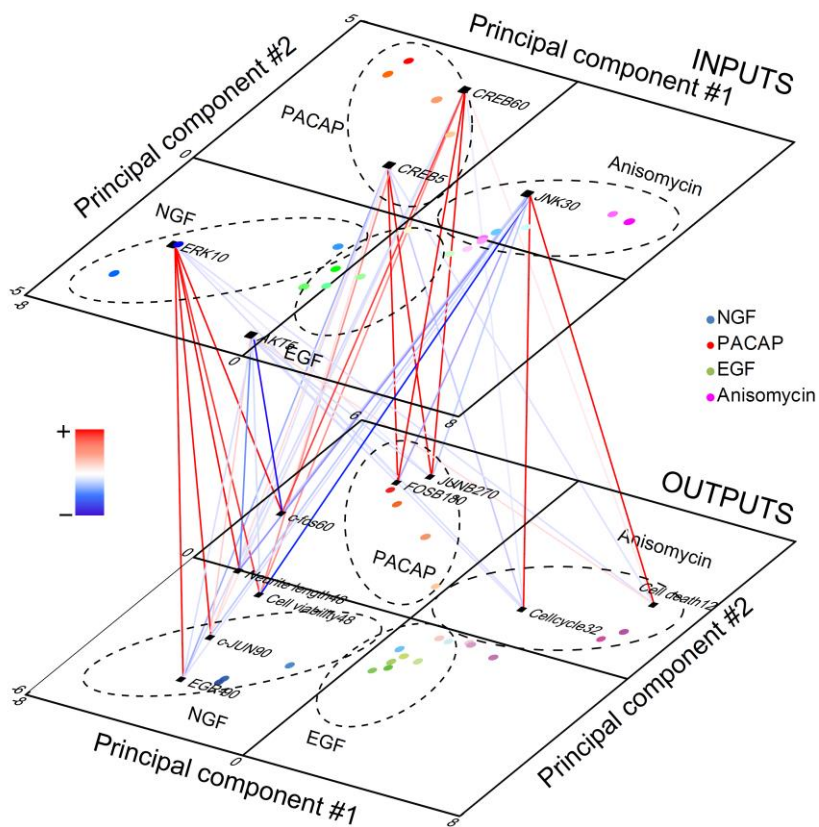 5
Principal component #1
INPUTS
Principal component #2
CREB60
PACAP
Anisomycin
0
CREB5
JNK30
NGF
ERK10
-5
-8
NGF
PACAP
EGF
Anisomycin
AKT5
EGF
0
8
6
+
−
JUNB270
FOSB180
OUTPUTS
c-fos60
PACAP
Anisomycin
0
Neurite length48
Cell viability48
Cell death12
Cellcycle32
c-JUN90
Principal component #2
EGR490
-6
-8
NGF
EGF
Principal component #1
0
8